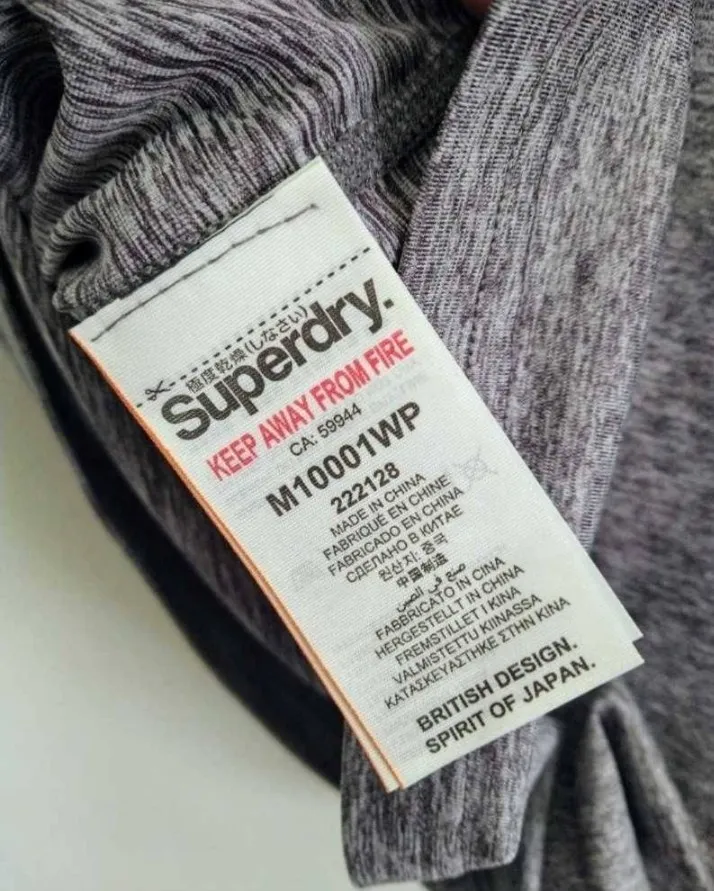 極度乾燥(しなさい)
Superdry.
KEEP AWAY FROM FIRE
CA: 59944
M10001WP
222128
MADE IN CHINA
FABRIQUÉ EN CHINE
FABRICADO EN CHINA
СДЕЛАНО В КИТАЕ
원산지: 중국
中国制造
صنع في الصين
FABBRICATO IN CINA
HERGESTELLT IN CHINA
FREMSTILLET I KINA
VALMISTETTU KIINASSA
ΚΑΤΑΣΚΕΥΑΣΤΗΚΕ ΣΤΗΝ ΚΙΝΑ
BRITISH DESIGN.
SPIRIT OF JAPAN.